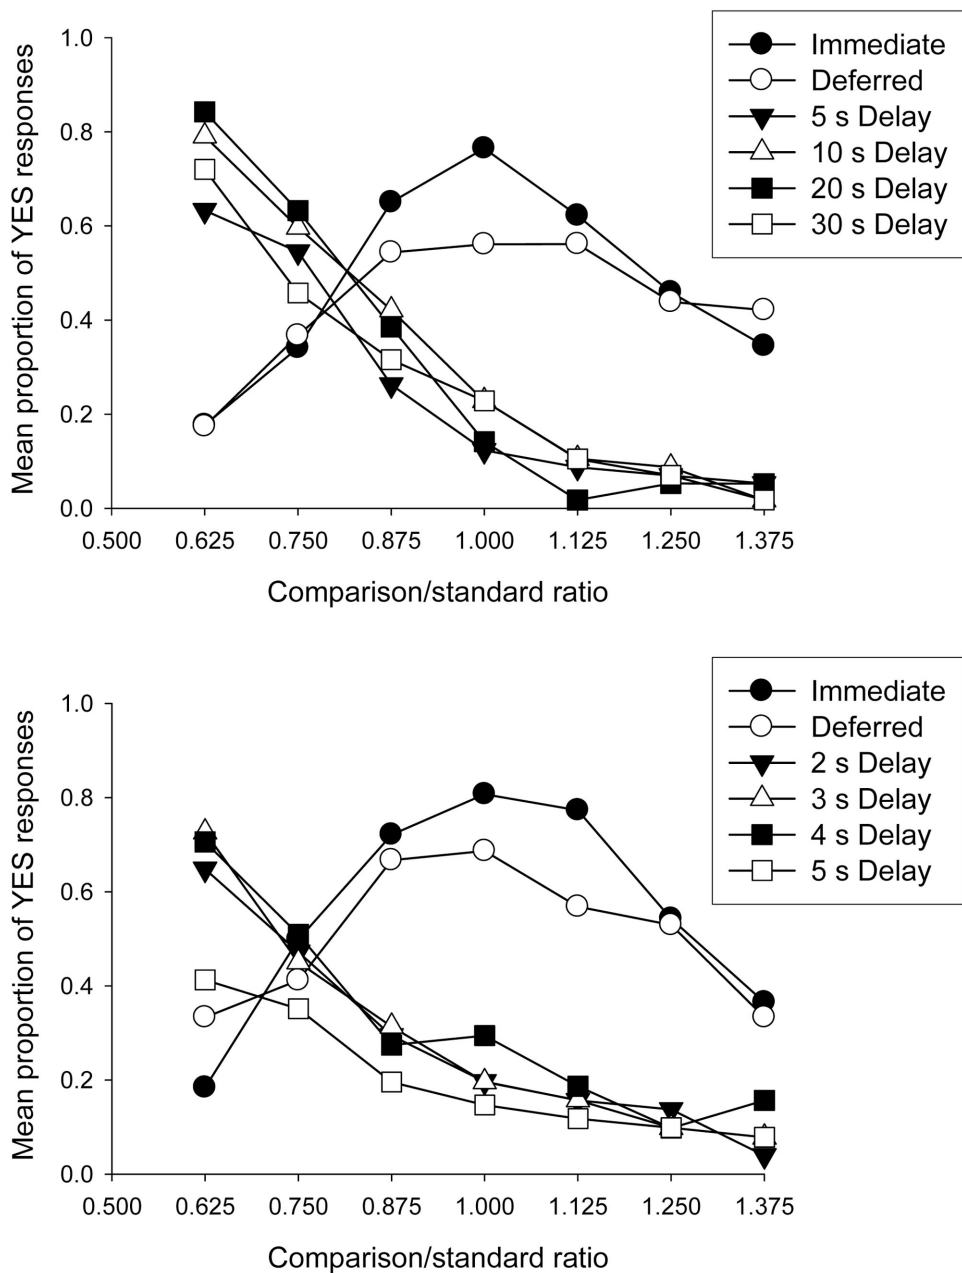 Immediate
Deferred
5 s Delay
10 s Delay
20 s Delay
30 s Delay
Mean proportion of YES responses
1.0
0.8
0.6
0.4
0.2
0.0
0.500 0.625 0.750 0.875 1.000 1.125 1.250 1.375
Comparison/standard ratio
Immediate
Deferred
2 s Delay
3 s Delay
4 s Delay
5 s Delay
Mean proportion of YES responses
1.0
0.8
0.6
0.4
0.2
0.0
0.500 0.625 0.750 0.875 1.000 1.125 1.250 1.375
Comparison/standard ratio